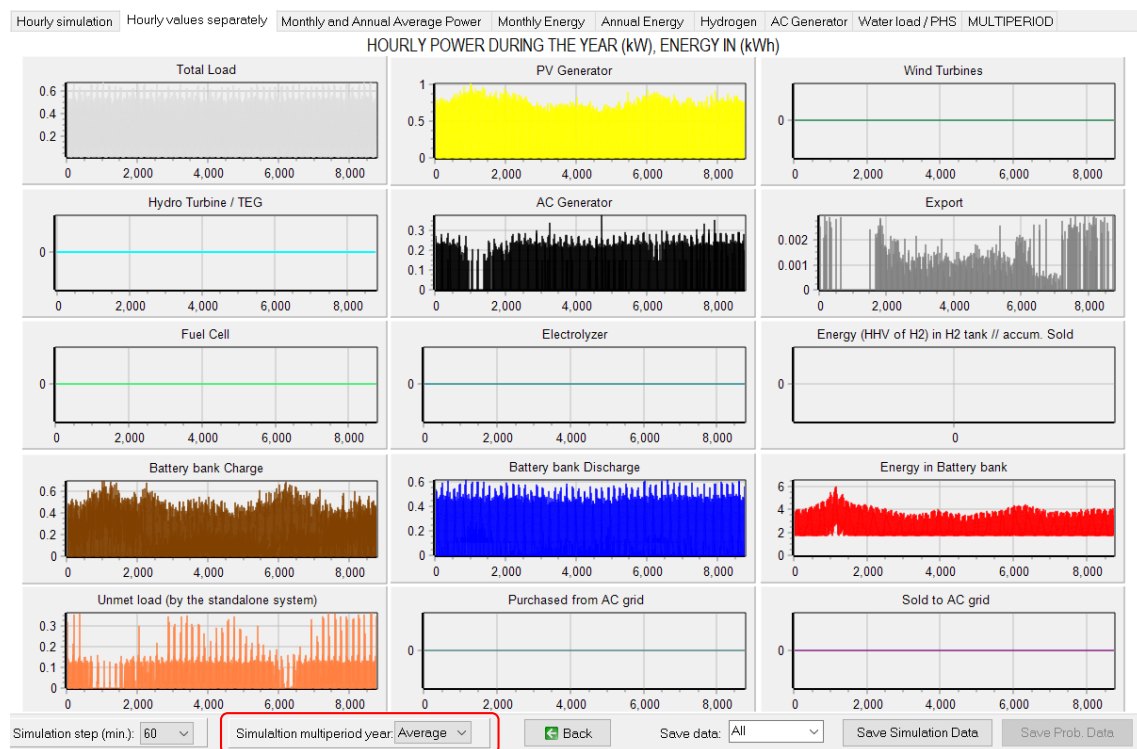 Hourly simulation Hourly values separately Monthly and Annual Average Power Monthly Energy Annual Energy Hydrogen AC Generator Water load / PHS MULTIPERIOD
HOURLY POWER DURING THE YEAR (kW), ENERGY IN (kWh)
Total Load
0.6
0.4
0.2
0 2,000 4,000 6,000 8,000
PV Generator
1
0.5
0
0 2,000 4,000 6,000 8,000
Wind Turbines
0
0 2,000 4,000 6,000 8,000
Hydro Turbine / TEG
0
0 2,000 4,000 6,000 8,000
AC Generator
0.3
0.2
0.1
0
0 2,000 4,000 6,000 8,000
Export
0.002
0.001
0
0 2,000 4,000 6,000 8,000
Fuel Cell
0
0 2,000 4,000 6,000 8,000
Electrolyzer
0
0 2,000 4,000 6,000 8,000
Energy (HHV of H2) in H2 tank // accum. Sold
0
0
Battery bank Charge
0.6
0.4
0.2
0
0 2,000 4,000 6,000 8,000
Battery bank Discharge
0.6
0.4
0.2
0
0 2,000 4,000 6,000 8,000
Energy in Battery bank
6
4
2
0
0 2,000 4,000 6,000 8,000
Unmet load (by the standalone system)
0.3
0.2
0.1
0
0 2,000 4,000 6,000 8,000
Purchased from AC grid
0
0 2,000 4,000 6,000 8,000
Sold to AC grid
0
0 2,000 4,000 6,000 8,000
Simulation step (min.): 60 Simulaltion multiperiod year: Average Back Save data: All Save Simulation Data Save Prob. Data